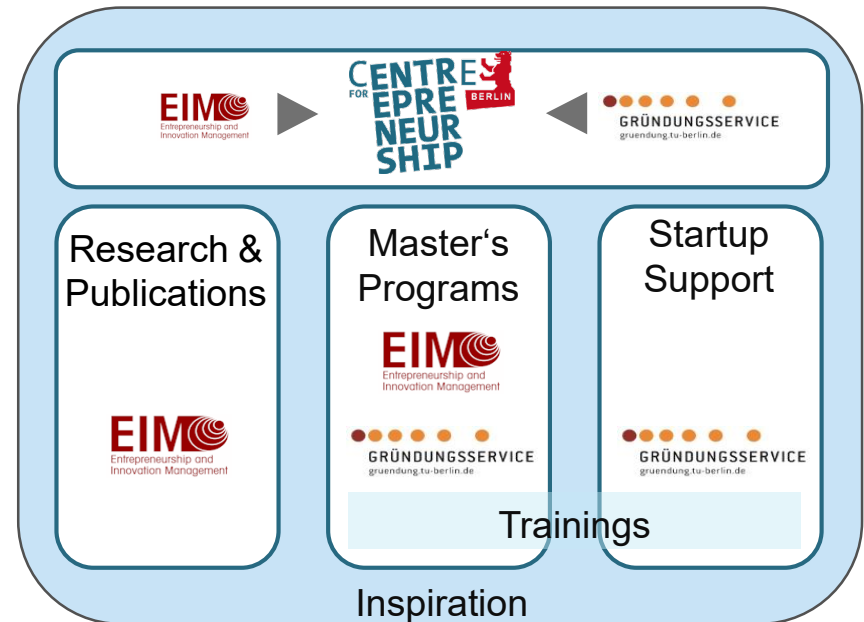 EIM
Entrepreneurship and
Innovation Management
CENTRE
FOR EPRE
NEUR
SHIP
BERLIN
GRÜNDUNGSSERVICE
gruendung.tu-berlin.de
Research &
Publications
EIM
Entrepreneurship and
Innovation Management
Master‘s
Programs
EIM
Entrepreneurship and
Innovation Management
GRÜNDUNGSSERVICE
gruendung.tu-berlin.de
Startup
Support
GRÜNDUNGSSERVICE
gruendung.tu-berlin.de
Trainings
Inspiration